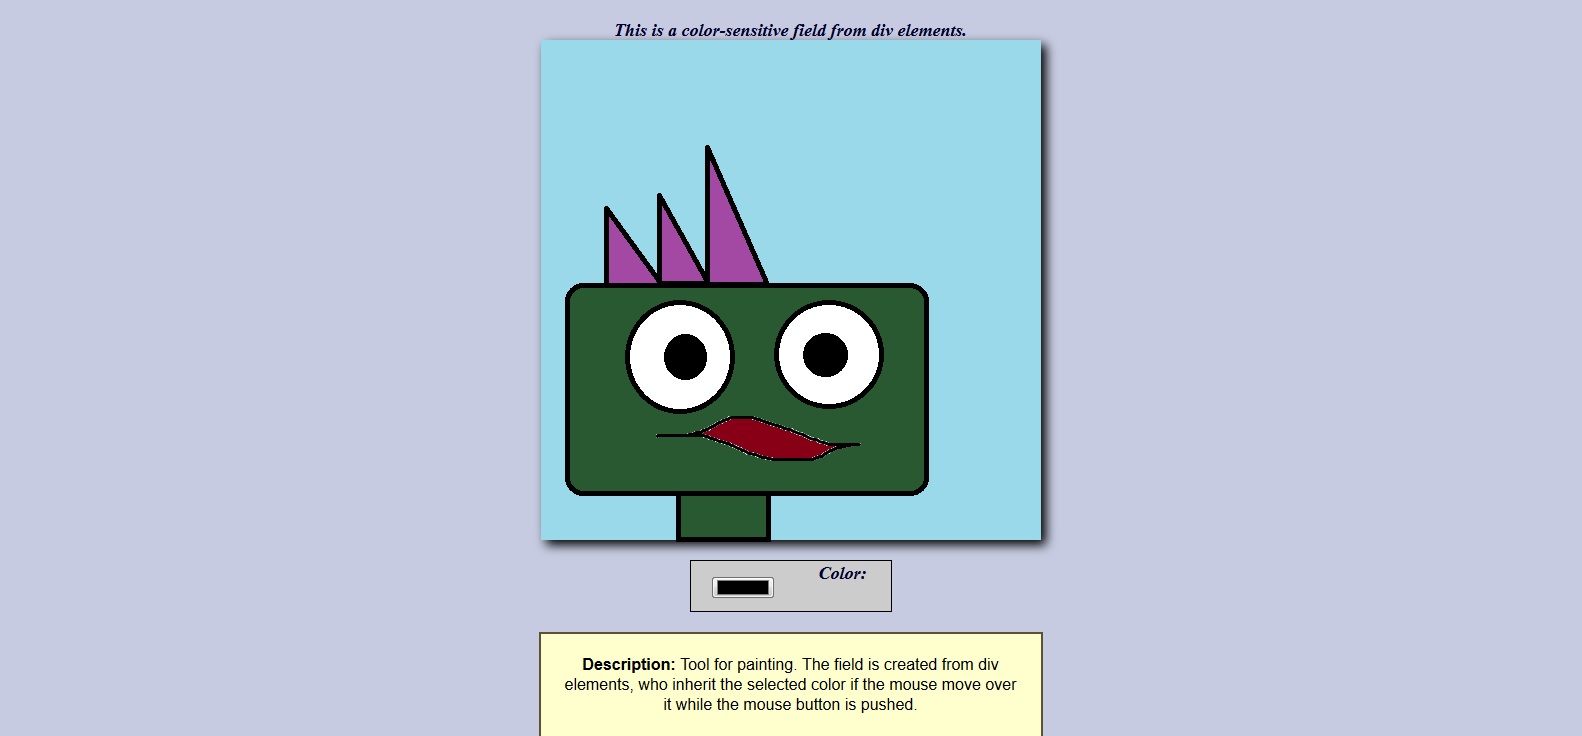 This is a color-sensitive field from div elements.
Color:
Description: Tool for painting. The field is created from div
elements, who inherit the selected color if the mouse move over
it while the mouse button is pushed.